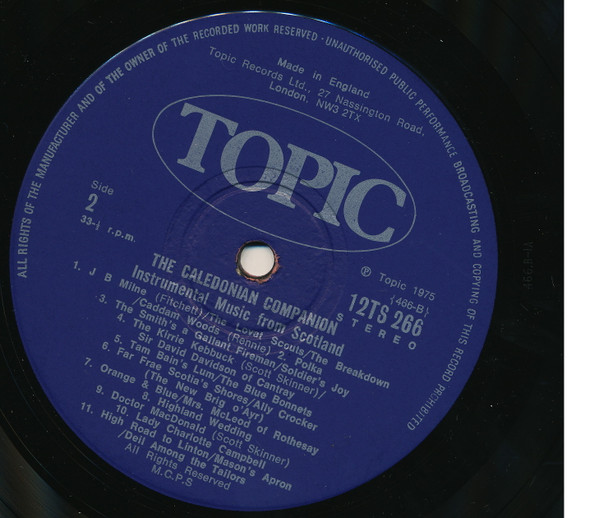 ALL RIGHTS OF THE MANUFACTURER AND OF THE OWNER OF THE RECORDED WORK RESERVED · UNAUTHORISED PUBLIC PERFORMANCE BROADCASTING AND COPYING OF THIS RECORD PROHIBITED
Made in England
Topic Records Ltd., 27 Nassington Road,
London, NW3 2TX
TOPIC
Side
2
33⅓ r.p.m.
℗ Topic 1975
(466-B)
12TS 266
STEREO
THE CALEDONIAN COMPANION
Instrumental Music from Scotland
1. J B Milne (Fitchett)/The Lovat Scouts/The Breakdown
/Caddam Woods (Rennie) 2. Polka
3. The Smith's a Gallant Fireman/Soldier's Joy
4. The Kirrie Kebbuck (Scott Skinner)/
Sir David Davidson of Cantray
5. Tam Bain's Lum/The Blue Bonnets
6. Far Frae Scotia's Shores/Ally Crocker
(The New Brig o'Ayr)
7. Orange & Blue/Mrs. McLeod of Rothesay
8. Highland Wedding
9. Doctor MacDonald (Scott Skinner)
10. Lady Charlotte Campbell
11. High Road to Linton/Mason's Apron
/Deil Among the Tailors
All Rights Reserved
M.C.P.S